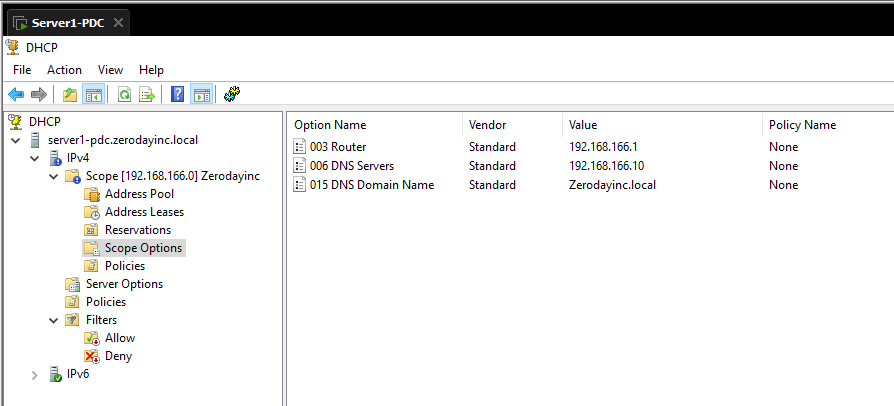 Server1-PDC
DHCP
File Action View Help
DHCP
server1-pdc.zerodayinc.local
IPv4
Scope [192.168.166.0] Zerodayinc
Address Pool
Address Leases
Reservations
Scope Options
Policies
Server Options
Policies
Filters
Allow
Deny
IPv6
Option Name Vendor Value Policy Name
003 Router Standard 192.168.166.1 None
006 DNS Servers Standard 192.168.166.10 None
015 DNS Domain Name Standard Zerodayinc.local None